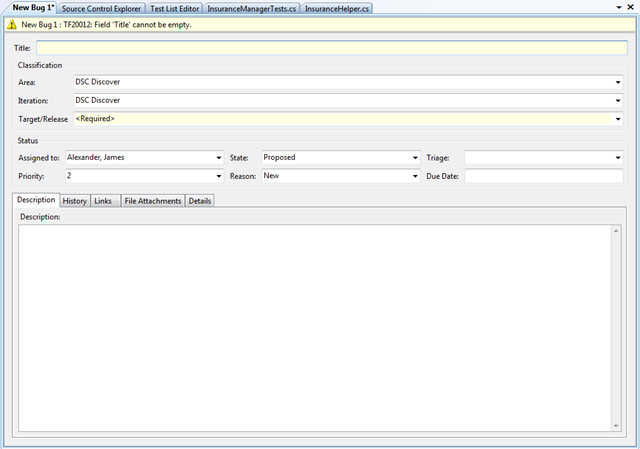 New Bug 1* Source Control Explorer Test List Editor InsuranceManagerTests.cs InsuranceHelper.cs
New Bug 1 : TF20012: Field 'Title' cannot be empty.
Title:
Classification
Area: DSC Discover
Iteration: DSC Discover
Target/Release <Required>
Status
Assigned to: Alexander, James State: Proposed Triage:
Priority: 2 Reason: New Due Date:
Description History Links File Attachments Details
Description: